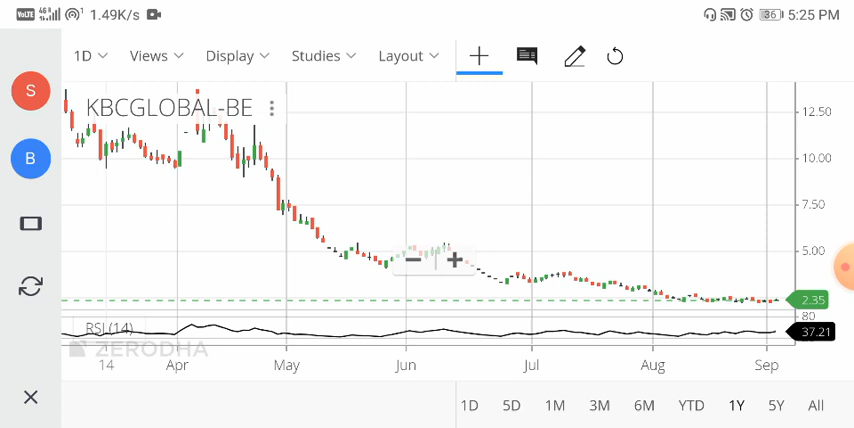 VoLTE 4G 1.49K/s 36 5:25 PM
1D Views Display Studies Layout
S
KBCGLOBAL-BE
B
12.50
10.00
7.50
5.00
2.35
80
RSI (14)
37.21
ZERODHA
14 Apr May Jun Jul Aug Sep
1D 5D 1M 3M 6M YTD 1Y 5Y All